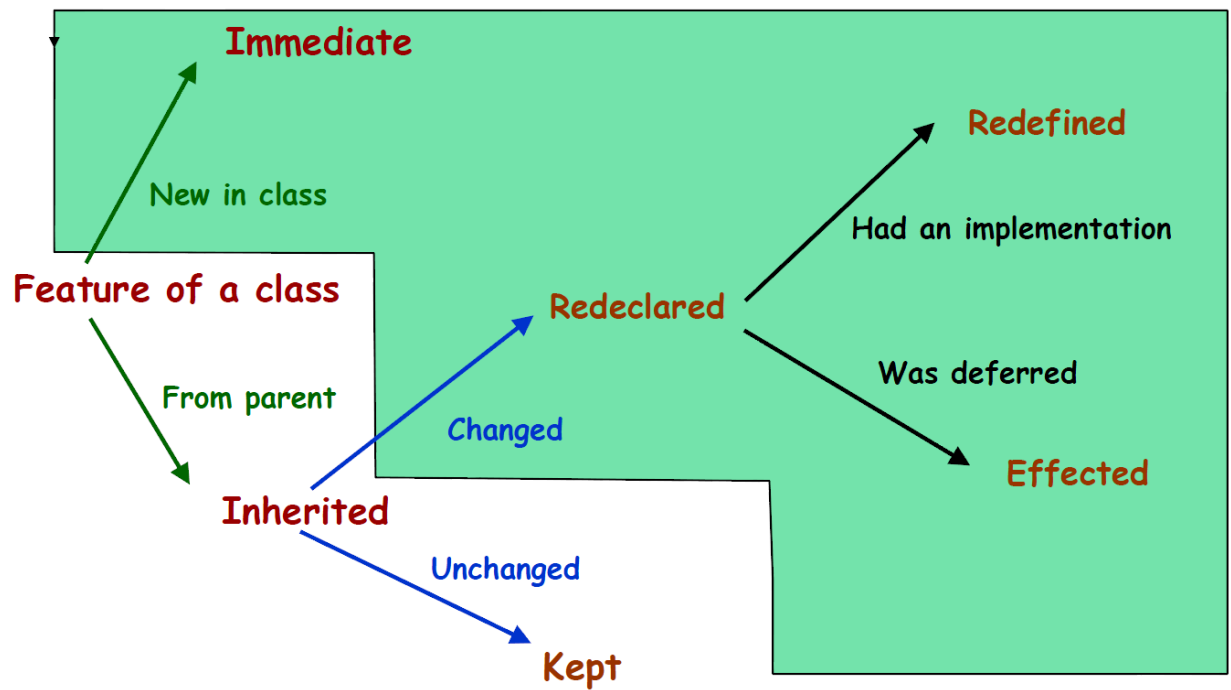 Immediate
Redefined
New in class
Had an implementation
Feature of a class
Redeclared
Was deferred
From parent
Changed
Effected
Inherited
Unchanged
Kept